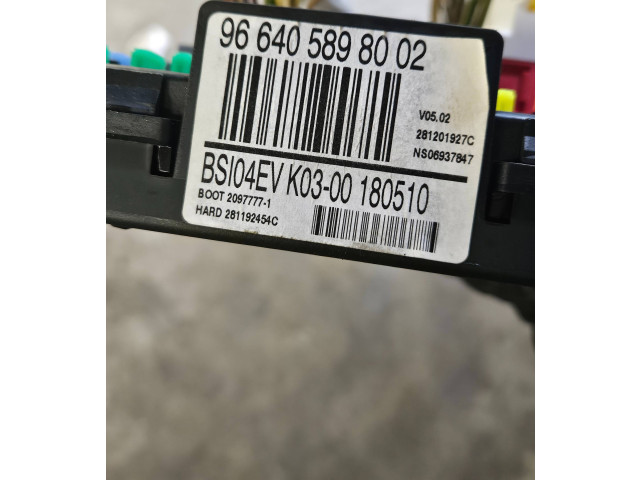 96 640 589 80 02
V05.02
281201927C
NS06937847
BSI04EV K03-00 180510
BOOT 2097777-1
HARD 281192454C